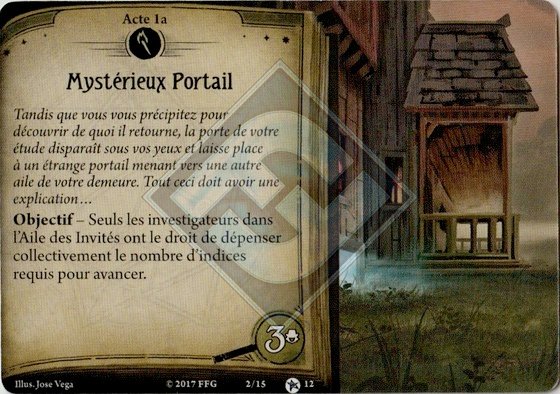 Acte 1a
Mystérieux Portail
Tandis que vous vous précipitez pour
découvrir de quoi il retourne, la porte de votre
étude disparaît sous vos yeux et laisse place
à un étrange portail menant vers une autre
aile de votre demeure. Tout ceci doit avoir une
explication…
Objectif – Seuls les investigateurs dans
l’Aile des Invités ont le droit de dépenser
collectivement le nombre d’indices
requis pour avancer.
3
Illus. Jose Vega © 2017 FFG 2/15 12